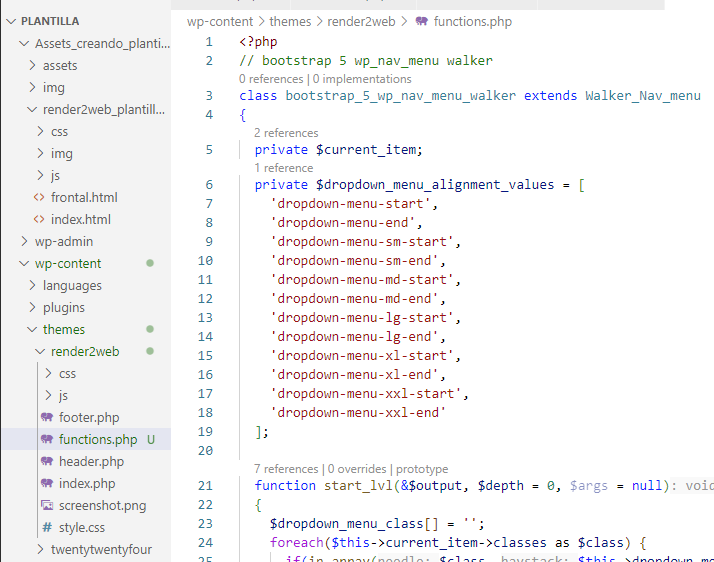 PLANTILLA
Assets_creando_planti...
assets
img
render2web_plantill...
css
img
js
frontal.html
index.html
wp-admin
wp-content
languages
plugins
themes
render2web
css
js
footer.php
functions.php U
header.php
index.php
screenshot.png
style.css
twentytwentyfour
wp-content > themes > render2web > functions.php
1 <?php
2 // bootstrap 5 wp_nav_menu walker
0 references | 0 implementations
3 class bootstrap_5_wp_nav_menu_walker extends Walker_Nav_menu
4 {
2 references
5 private $current_item;
1 reference
6 private $dropdown_menu_alignment_values = [
7 'dropdown-menu-start',
8 'dropdown-menu-end',
9 'dropdown-menu-sm-start',
10 'dropdown-menu-sm-end',
11 'dropdown-menu-md-start',
12 'dropdown-menu-md-end',
13 'dropdown-menu-lg-start',
14 'dropdown-menu-lg-end',
15 'dropdown-menu-xl-start',
16 'dropdown-menu-xl-end',
17 'dropdown-menu-xxl-start',
18 'dropdown-menu-xxl-end'
19 ];
20
7 references | 0 overrides | prototype
21 function start_lvl(&$output, $depth = 0, $args = null): void
22 {
23 $dropdown_menu_class[] = '';
24 foreach($this->current_item->classes as $class) {
25 if(in_array(needle: $class, haystack: $this->dropdown_me